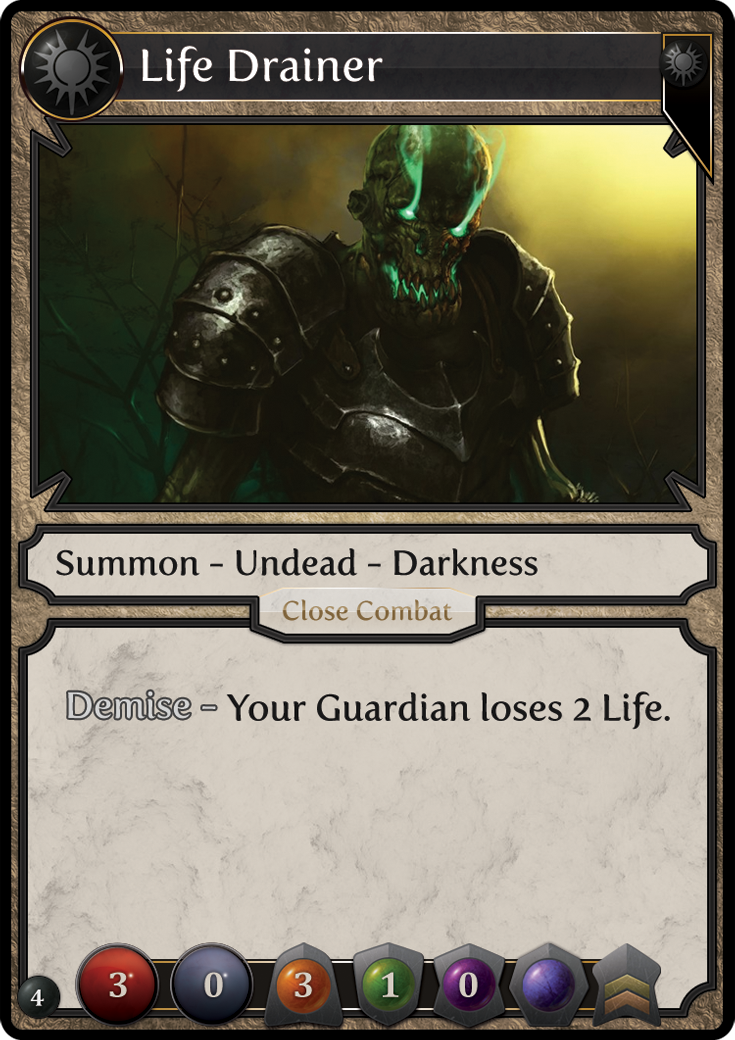 Life Drainer
Summon – Undead – Darkness
Close Combat
Demise – Your Guardian loses 2 Life.
4 3 0 3 1 0